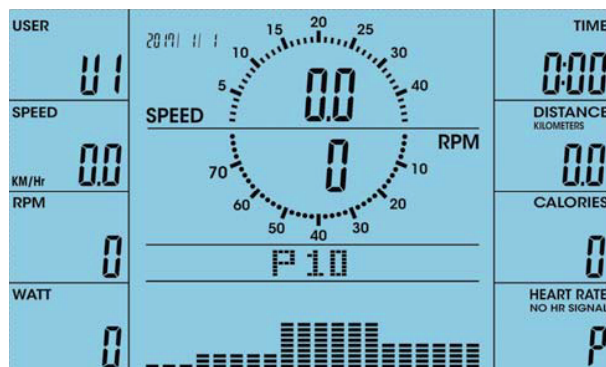 USER
U1
SPEED
KM/Hr 0.0
RPM
0
WATT
0
2019/ 1/ 1
5 10 15 20 25 30 40
SPEED 0.0
RPM 0
70 60 50 40 30 20 10
P10
TIME
0:00
DISTANCE
KILOMETERS
0.0
CALORIES
0
HEART RATE
NO HR SIGNAL
P